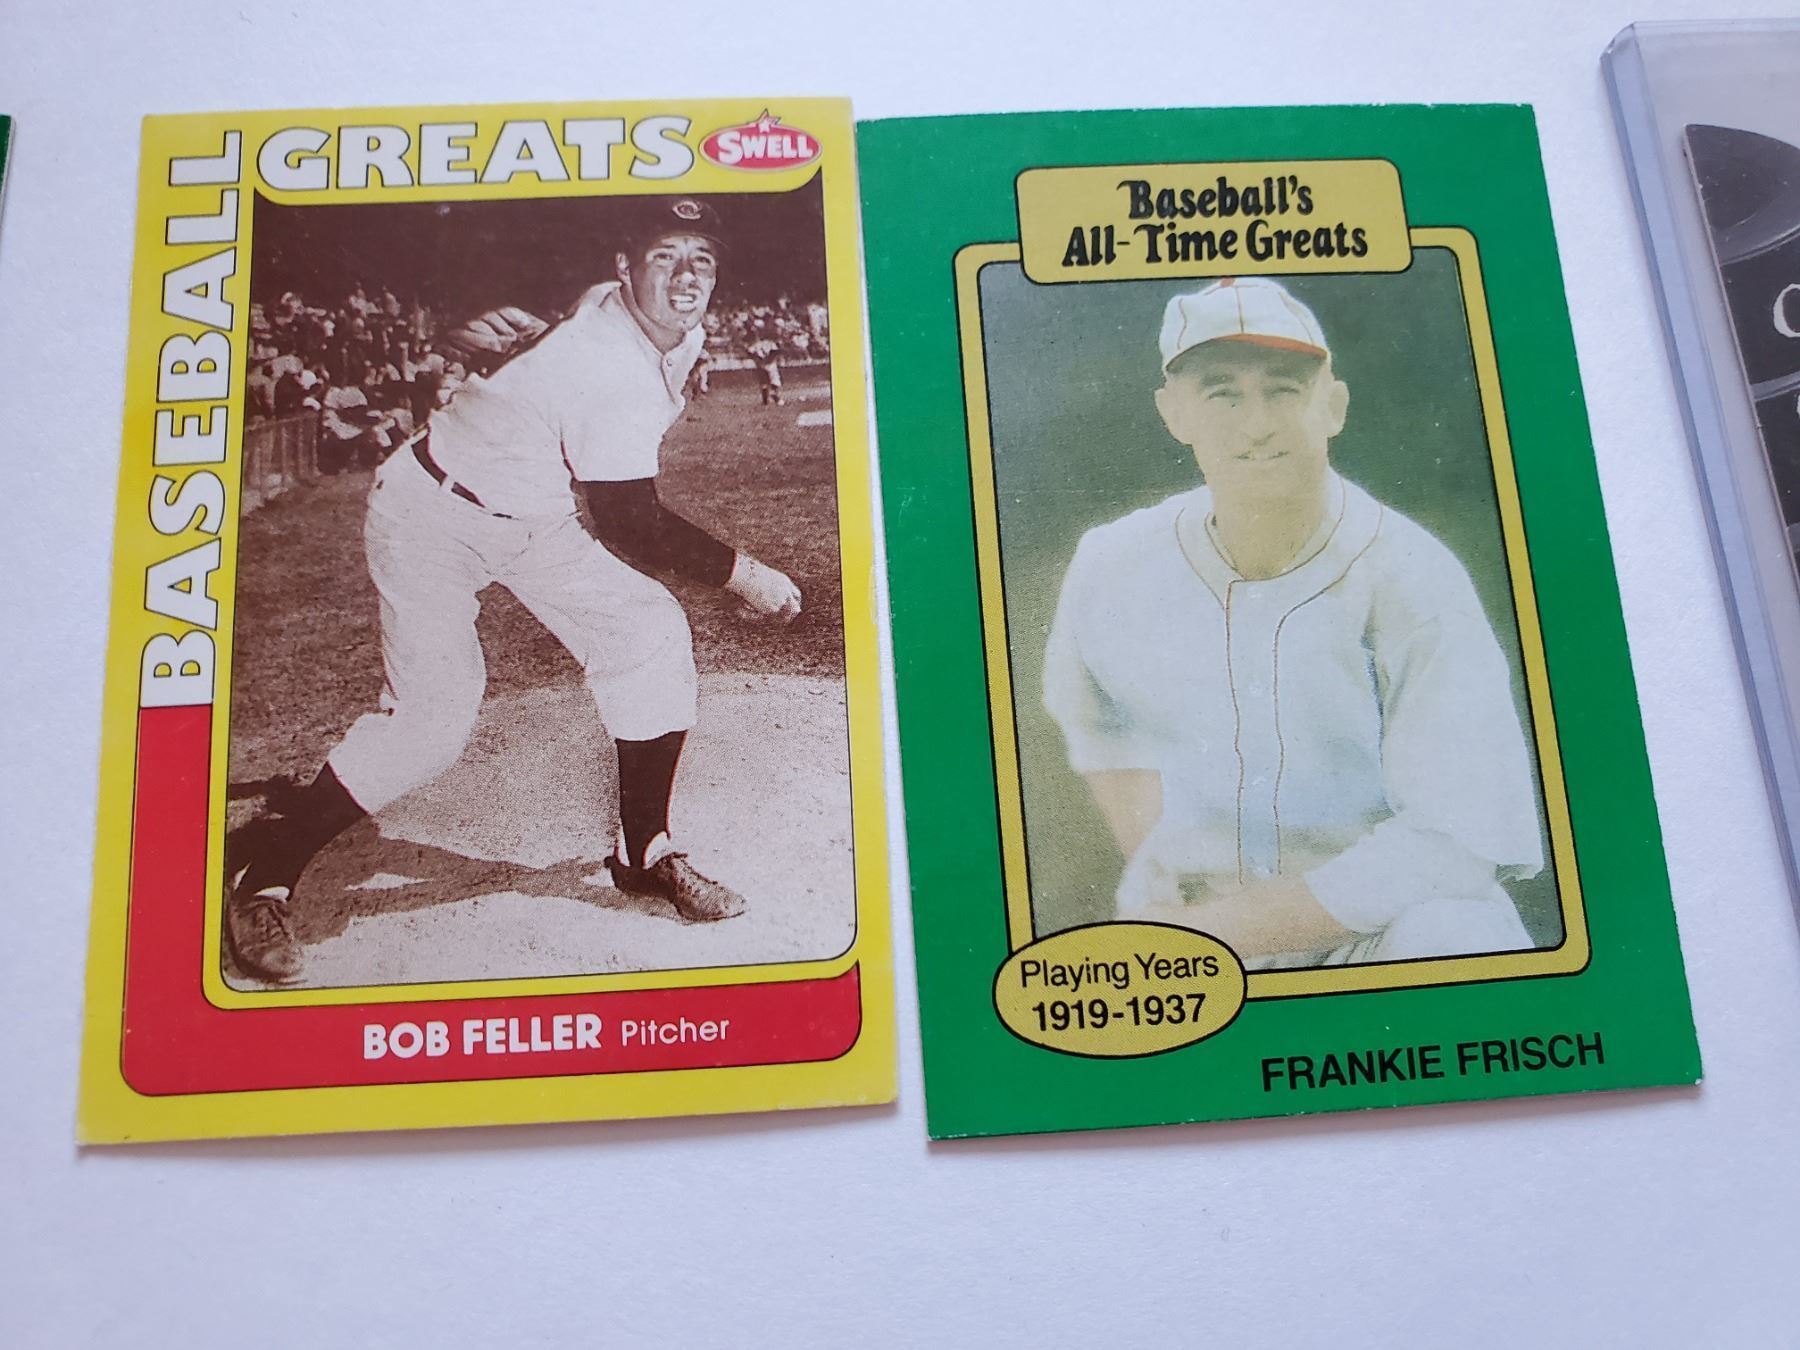 BASEBALL GREATS
SWELL
C
BOB FELLER Pitcher
Baseball's
All-Time Greats
Playing Years
1919-1937
FRANKIE FRISCH